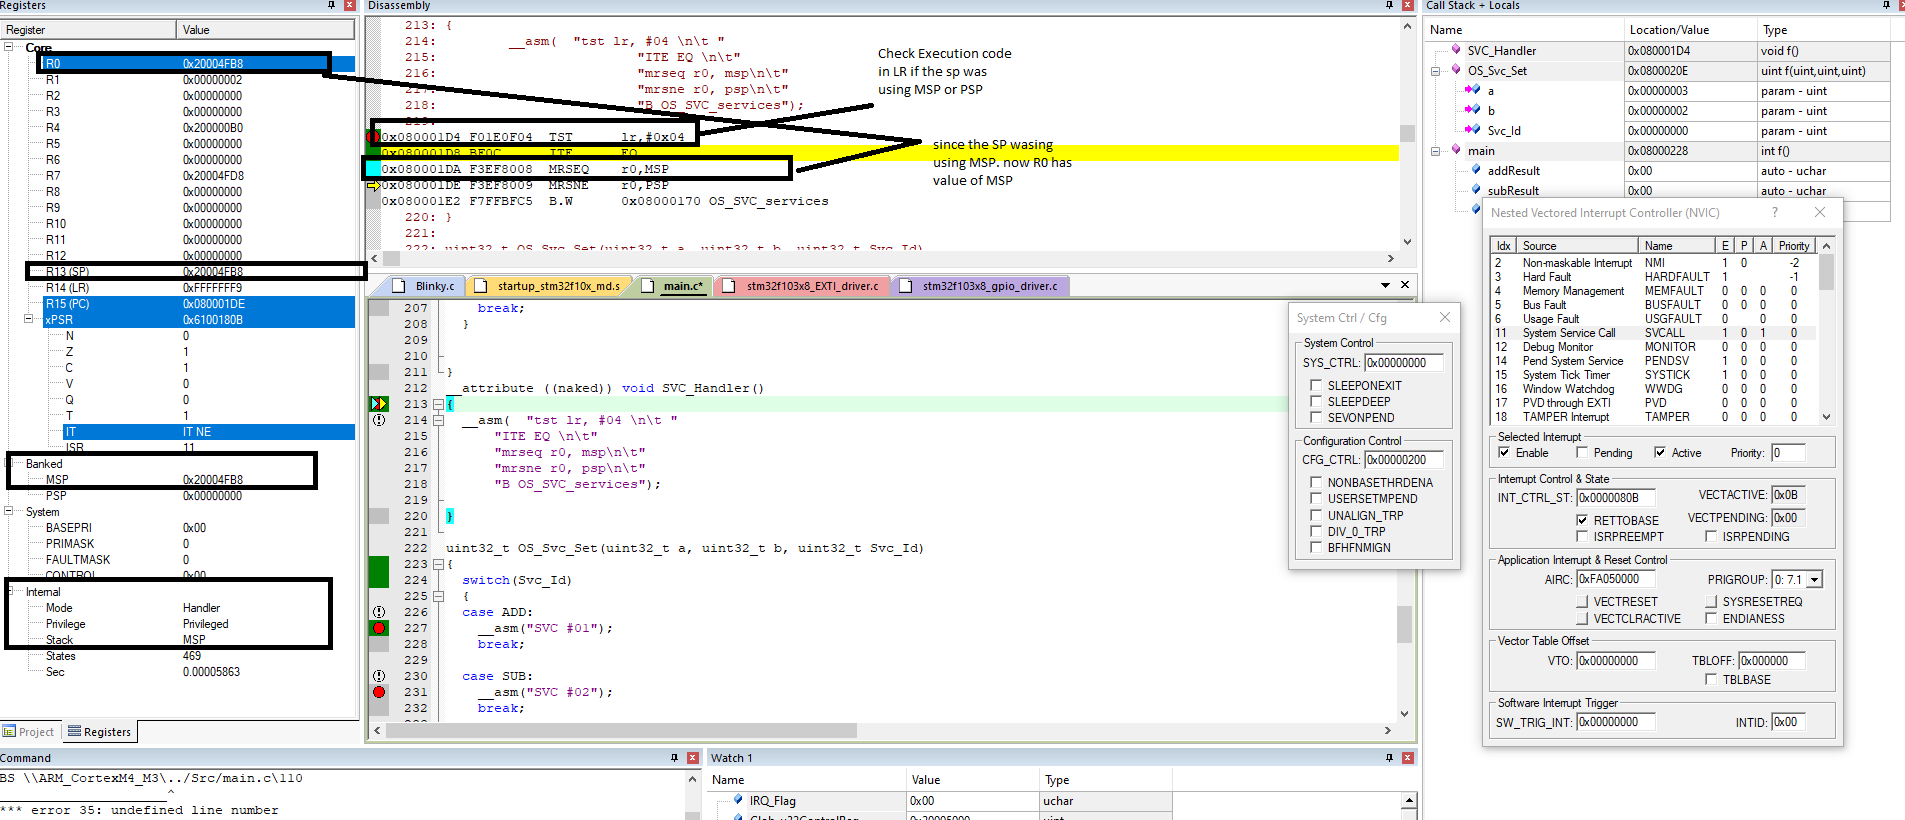 Registers
Register Value
Core
R0 0x20004FB8
R1 0x00000002
R2 0x00000000
R3 0x00000000
R4 0x200000B0
R5 0x00000000
R6 0x00000000
R7 0x20004FD8
R8 0x00000000
R9 0x00000000
R10 0x00000000
R11 0x00000000
R12 0x00000000
R13 (SP) 0x20004FB8
R14 (LR) 0xFFFFFFF9
R15 (PC) 0x080001DE
xPSR 0x6100180B
N 0
Z 1
C 1
V 0
Q 0
T 1
IT IT NE
ISR 11
Banked
MSP 0x20004FB8
PSP 0x00000000
System
BASEPRI 0x00
PRIMASK 0
FAULTMASK 0
CONTROL 0x00
Internal
Mode Handler
Privilege Privileged
Stack MSP
States 469
Sec 0.00005863
Project Registers
Disassembly
213: {
214: __asm( "tst lr, #04 \n\t "
215: "ITE EQ \n\t"
216: "mrseq r0, msp\n\t"
217: "mrsne r0, psp\n\t"
218: "B OS_SVC_services");
219:
0x080001D4 F01E0F04 TST lr,#0x04
0x080001D8 BF0C ITE EQ
0x080001DA F3EF8008 MRSEQ r0,MSP
0x080001DE F3EF8009 MRSNE r0,PSP
0x080001E2 F7FFBFC5 B.W 0x08000170 OS_SVC_services
220: }
221:
222: uint32_t OS_Svc_Set(uint32_t a, uint32_t b, uint32_t Svc_Id)
Check Execution code
in LR if the sp was
using MSP or PSP
since the SP wasing
using MSP. now R0 has
value of MSP
Blinky.c startup_stm32f10x_md.s main.c* stm32f103x8_EXTI_driver.c stm32f103x8_gpio_driver.c
207 break;
208 }
209
210
211 }
212 __attribute ((naked)) void SVC_Handler()
213 {
214 __asm( "tst lr, #04 \n\t "
215 "ITE EQ \n\t"
216 "mrseq r0, msp\n\t"
217 "mrsne r0, psp\n\t"
218 "B OS_SVC_services");
219
220 }
221
222 uint32_t OS_Svc_Set(uint32_t a, uint32_t b, uint32_t Svc_Id)
223 {
224 switch(Svc_Id)
225 {
226 case ADD:
227 __asm("SVC #01");
228 break;
229
230 case SUB:
231 __asm("SVC #02");
232 break;
Call Stack + Locals
Name Location/Value Type
SVC_Handler 0x080001D4 void f()
OS_Svc_Set 0x0800020E uint f(uint,uint,uint)
a 0x00000003 param - uint
b 0x00000002 param - uint
Svc_Id 0x00000000 param - uint
main 0x08000228 int f()
addResult 0x00 auto - uchar
subResult 0x00 auto - uchar
System Ctrl / Cfg
System Control
SYS_CTRL: 0x00000000
SLEEPONEXIT
SLEEPDEEP
SEVONPEND
Configuration Control
CFG_CTRL: 0x00000200
NONBASETHRDENA
USERSETMPEND
UNALIGN_TRP
DIV_0_TRP
BFHFNMIGN
Nested Vectored Interrupt Controller (NVIC) ?
Idx Source Name E P A Priority
2 Non-maskable Interrupt NMI 1 0 -2
3 Hard Fault HARDFAULT 1 -1
4 Memory Management MEMFAULT 0 0 0 0
5 Bus Fault BUSFAULT 0 0 0 0
6 Usage Fault USGFAULT 0 0 0
11 System Service Call SVCALL 1 0 1 0
12 Debug Monitor MONITOR 0 0 0 0
14 Pend System Service PENDSV 1 0 0 0
15 System Tick Timer SYSTICK 1 0 0 0
16 Window Watchdog WWDG 0 0 0 0
17 PVD through EXTI PVD 0 0 0 0
18 TAMPER Interrupt TAMPER 0 0 0 0
Selected Interrupt
Enable Pending Active Priority: 0
Interrupt Control & State
INT_CTRL_ST: 0x0000080B VECTACTIVE: 0x0B
RETTOBASE VECTPENDING: 0x00
ISRPREEMPT ISRPENDING
Application Interrupt & Reset Control
AIRC: 0xFA050000 PRIGROUP: 0: 7.1
VECTRESET SYSRESETREQ
VECTCLRACTIVE ENDIANESS
Vector Table Offset
VTO: 0x00000000 TBLOFF: 0x000000
TBLBASE
Software Interrupt Trigger
SW_TRIG_INT: 0x00000000 INTID: 0x00
Command
BS \\ARM_CortexM4_M3\../Src/main.c\110
^
*** error 35: undefined line number
Watch 1
Name Value Type
IRQ_Flag 0x00 uchar
0x20005000 uint